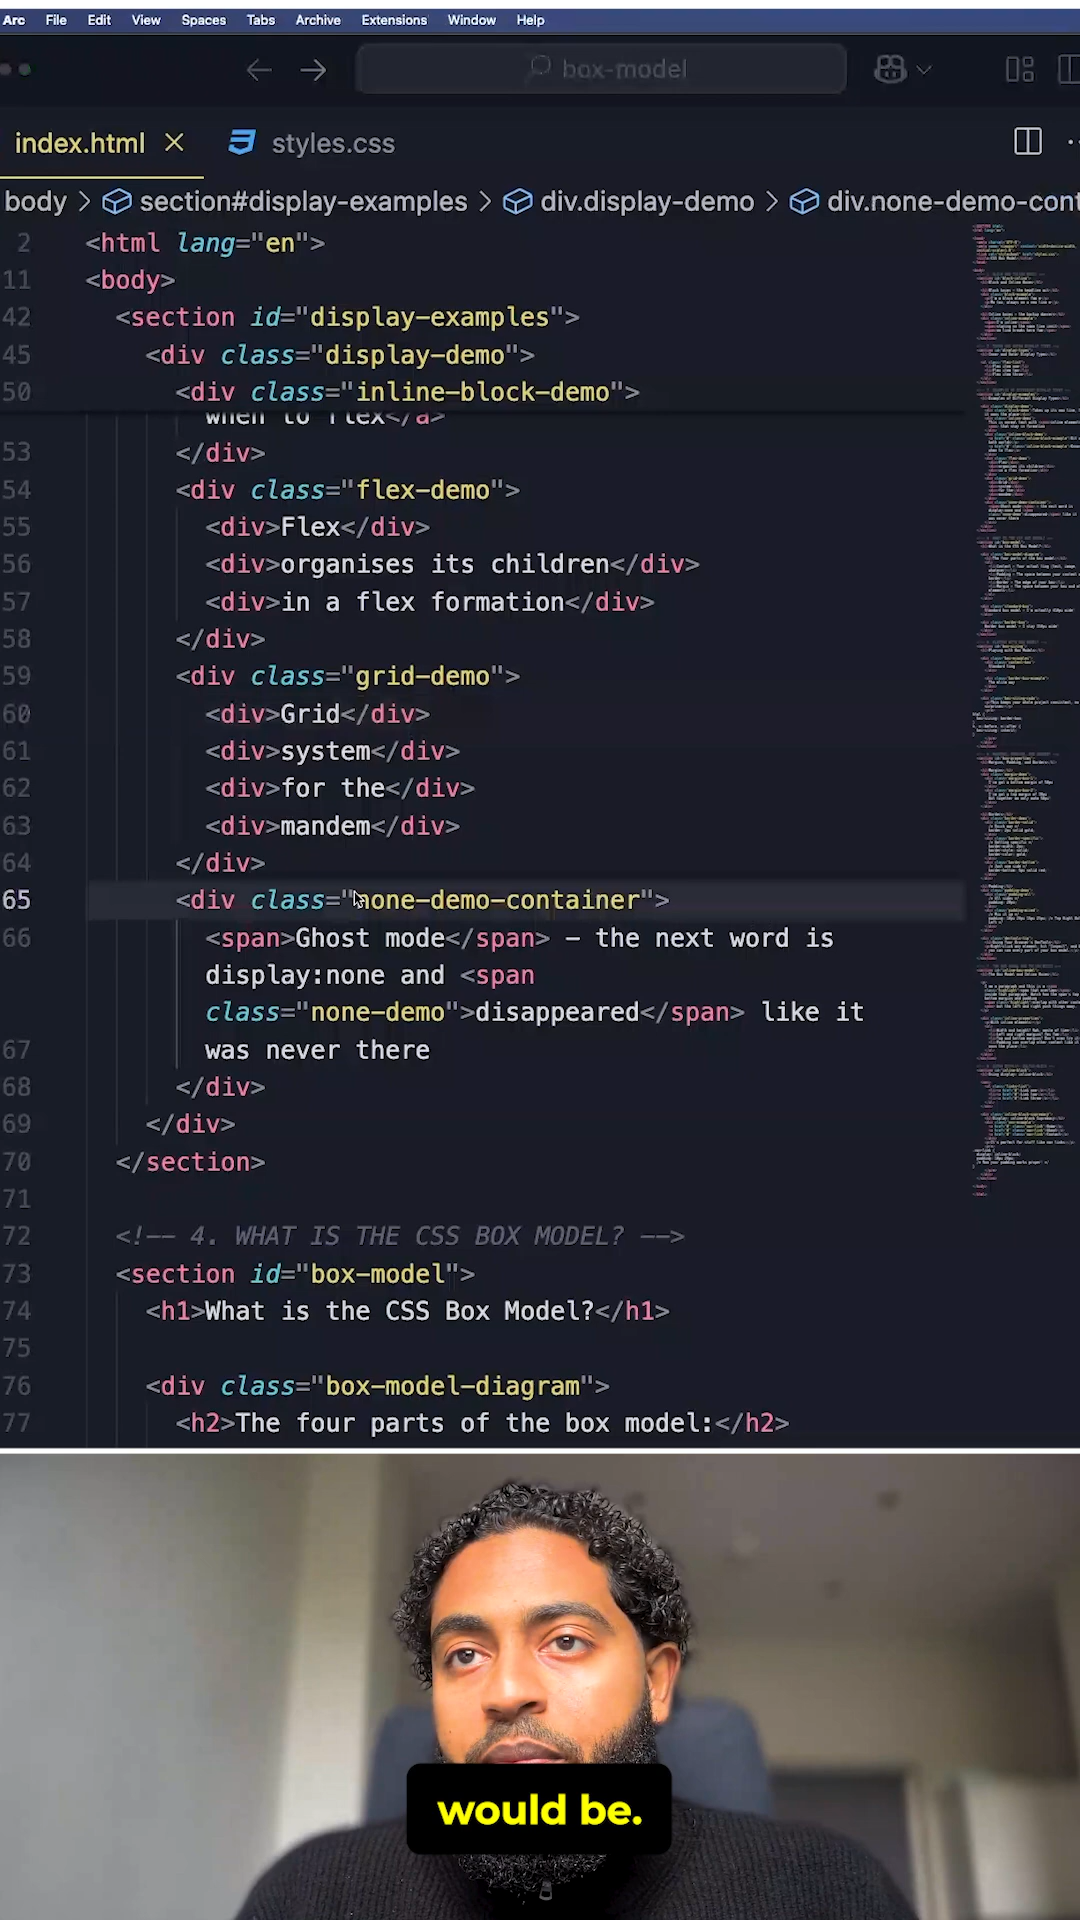 Arc File Edit View Spaces Tabs Archive Extensions Window Help
box-model
index.html styles.css
body > section#display-examples > div.display-demo > div.none-demo-cont
2 <html lang="en">
11 <body>
42 <section id="display-examples">
45 <div class="display-demo">
50 <div class="inline-block-demo">
when to flex</a>
53 </div>
54 <div class="flex-demo">
55 <div>Flex</div>
56 <div>organises its children</div>
57 <div>in a flex formation</div>
58 </div>
59 <div class="grid-demo">
60 <div>Grid</div>
61 <div>system</div>
62 <div>for the</div>
63 <div>mandem</div>
64 </div>
65 <div class="none-demo-container">
66 <span>Ghost mode</span> – the next word is
display:none and <span
class="none-demo">disappeared</span> like it
67 was never there
68 </div>
69 </div>
70 </section>
71
72 <!-- 4. WHAT IS THE CSS BOX MODEL? -->
73 <section id="box-model">
74 <h1>What is the CSS Box Model?</h1>
75
76 <div class="box-model-diagram">
77 <h2>The four parts of the box model:</h2>
would be.